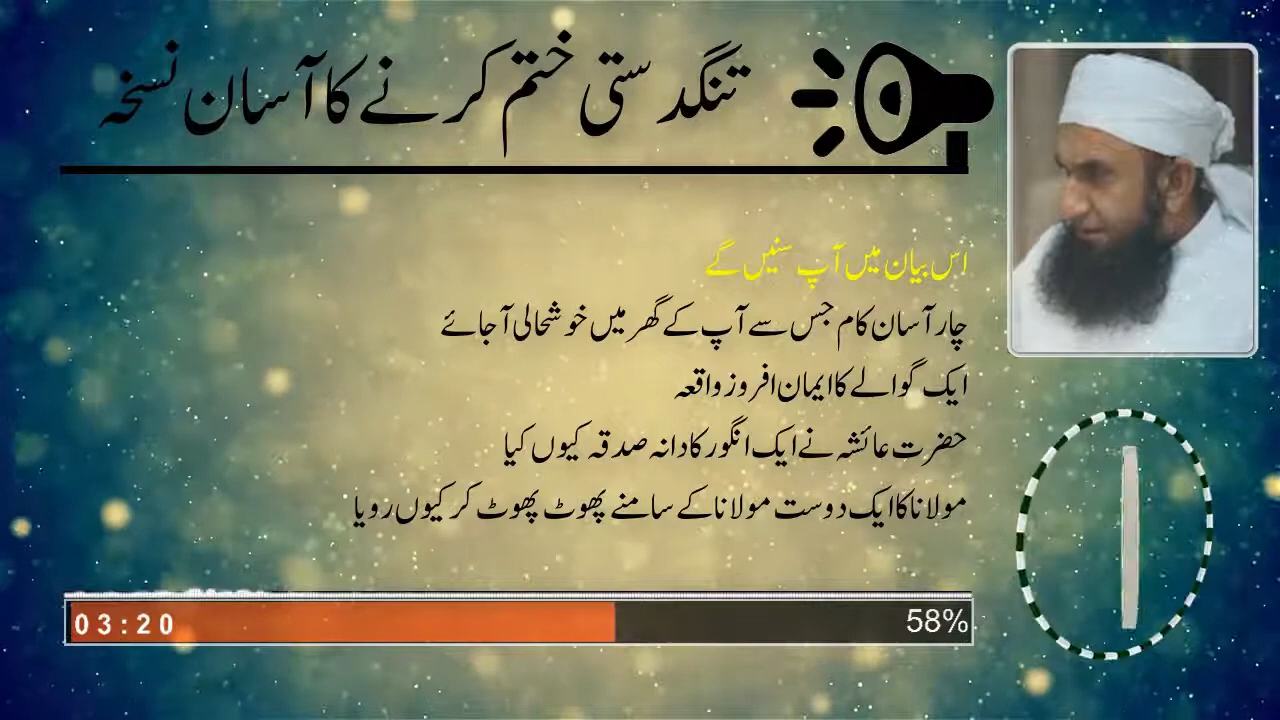 تنگدستی ختم کرنے کا آسان نسخہ
اس بیان میں آپ سنیں گے
چار آسان کام جس سے آپ کے گھر میں خوشحالی آجائے
ایک گوالے کا ایمان افروز واقعہ
حضرت عائشہ نے ایک انگور کا دانہ صدقہ کیوں کیا
مولانا کا ایک دوست مولانا کے سامنے پھوٹ پھوٹ کر کیوں رویا
03:20 58%